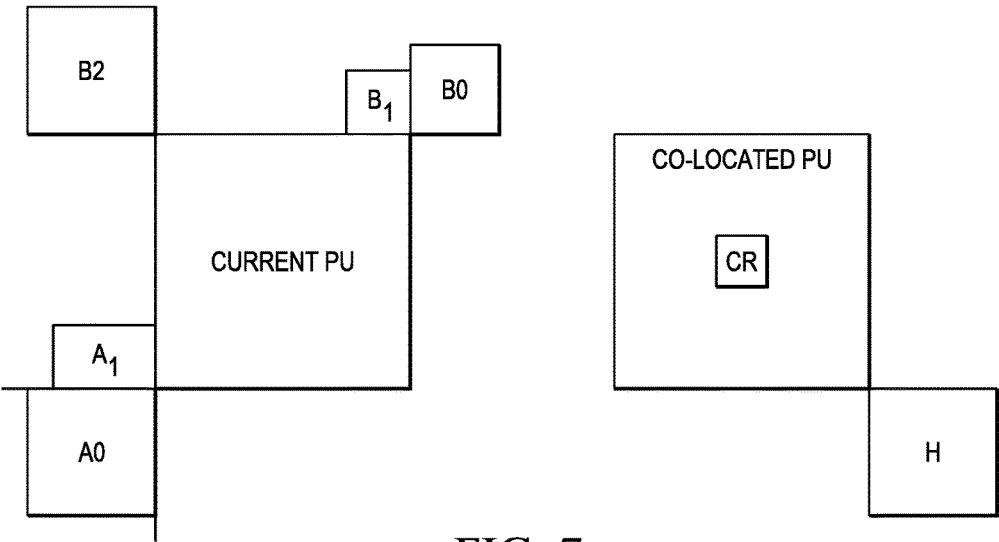 B2
B1
B0
CO-LOCATED PU
CURRENT PU
CR
A1
A0
H
FIG. 7